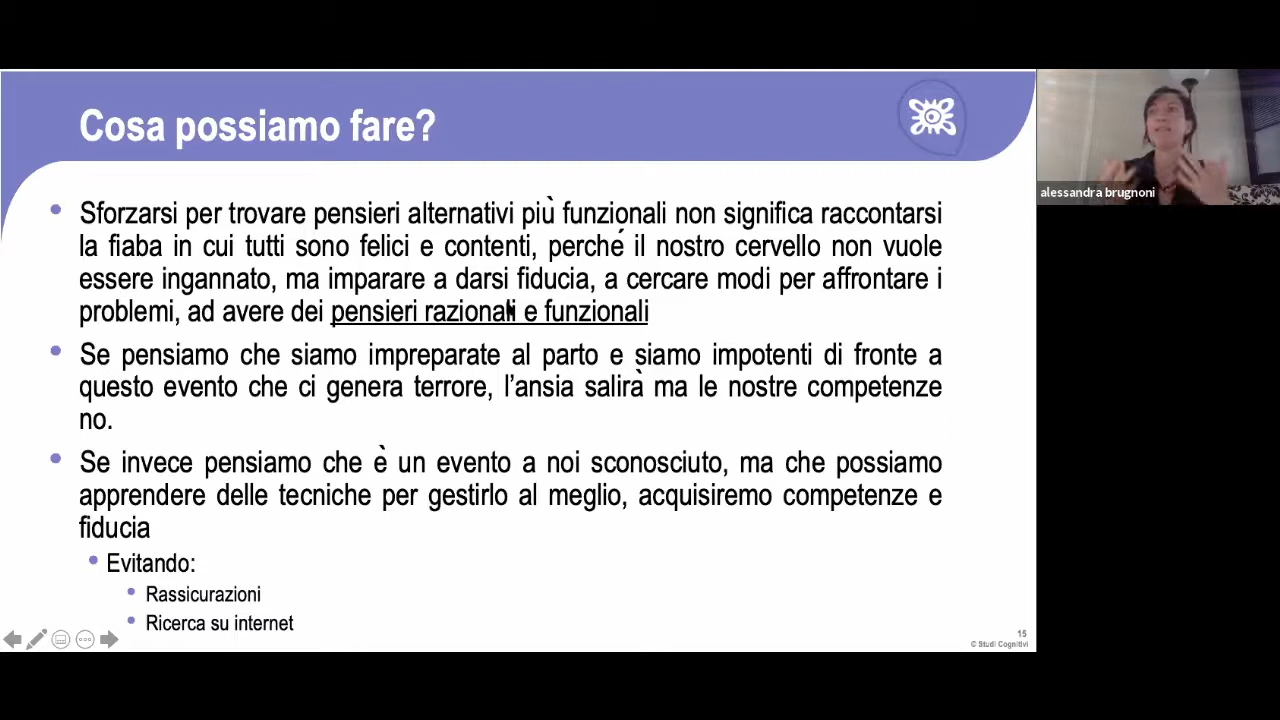 Cosa possiamo fare?
alessandra brugnoni
Sforzarsi per trovare pensieri alternativi più funzionali non significa raccontarsi
la fiaba in cui tutti sono felici e contenti, perché il nostro cervello non vuole
essere ingannato, ma imparare a darsi fiducia, a cercare modi per affrontare i
problemi, ad avere dei pensieri razionali e funzionali
Se pensiamo che siamo impreparate al parto e siamo impotenti di fronte a
questo evento che ci genera terrore, l'ansia salirà ma le nostre competenze
no.
Se invece pensiamo che è un evento a noi sconosciuto, ma che possiamo
apprendere delle tecniche per gestirlo al meglio, acquisiremo competenze e
fiducia
Evitando:
Rassicurazioni
Ricerca su internet
15
© Studi Cognitivi